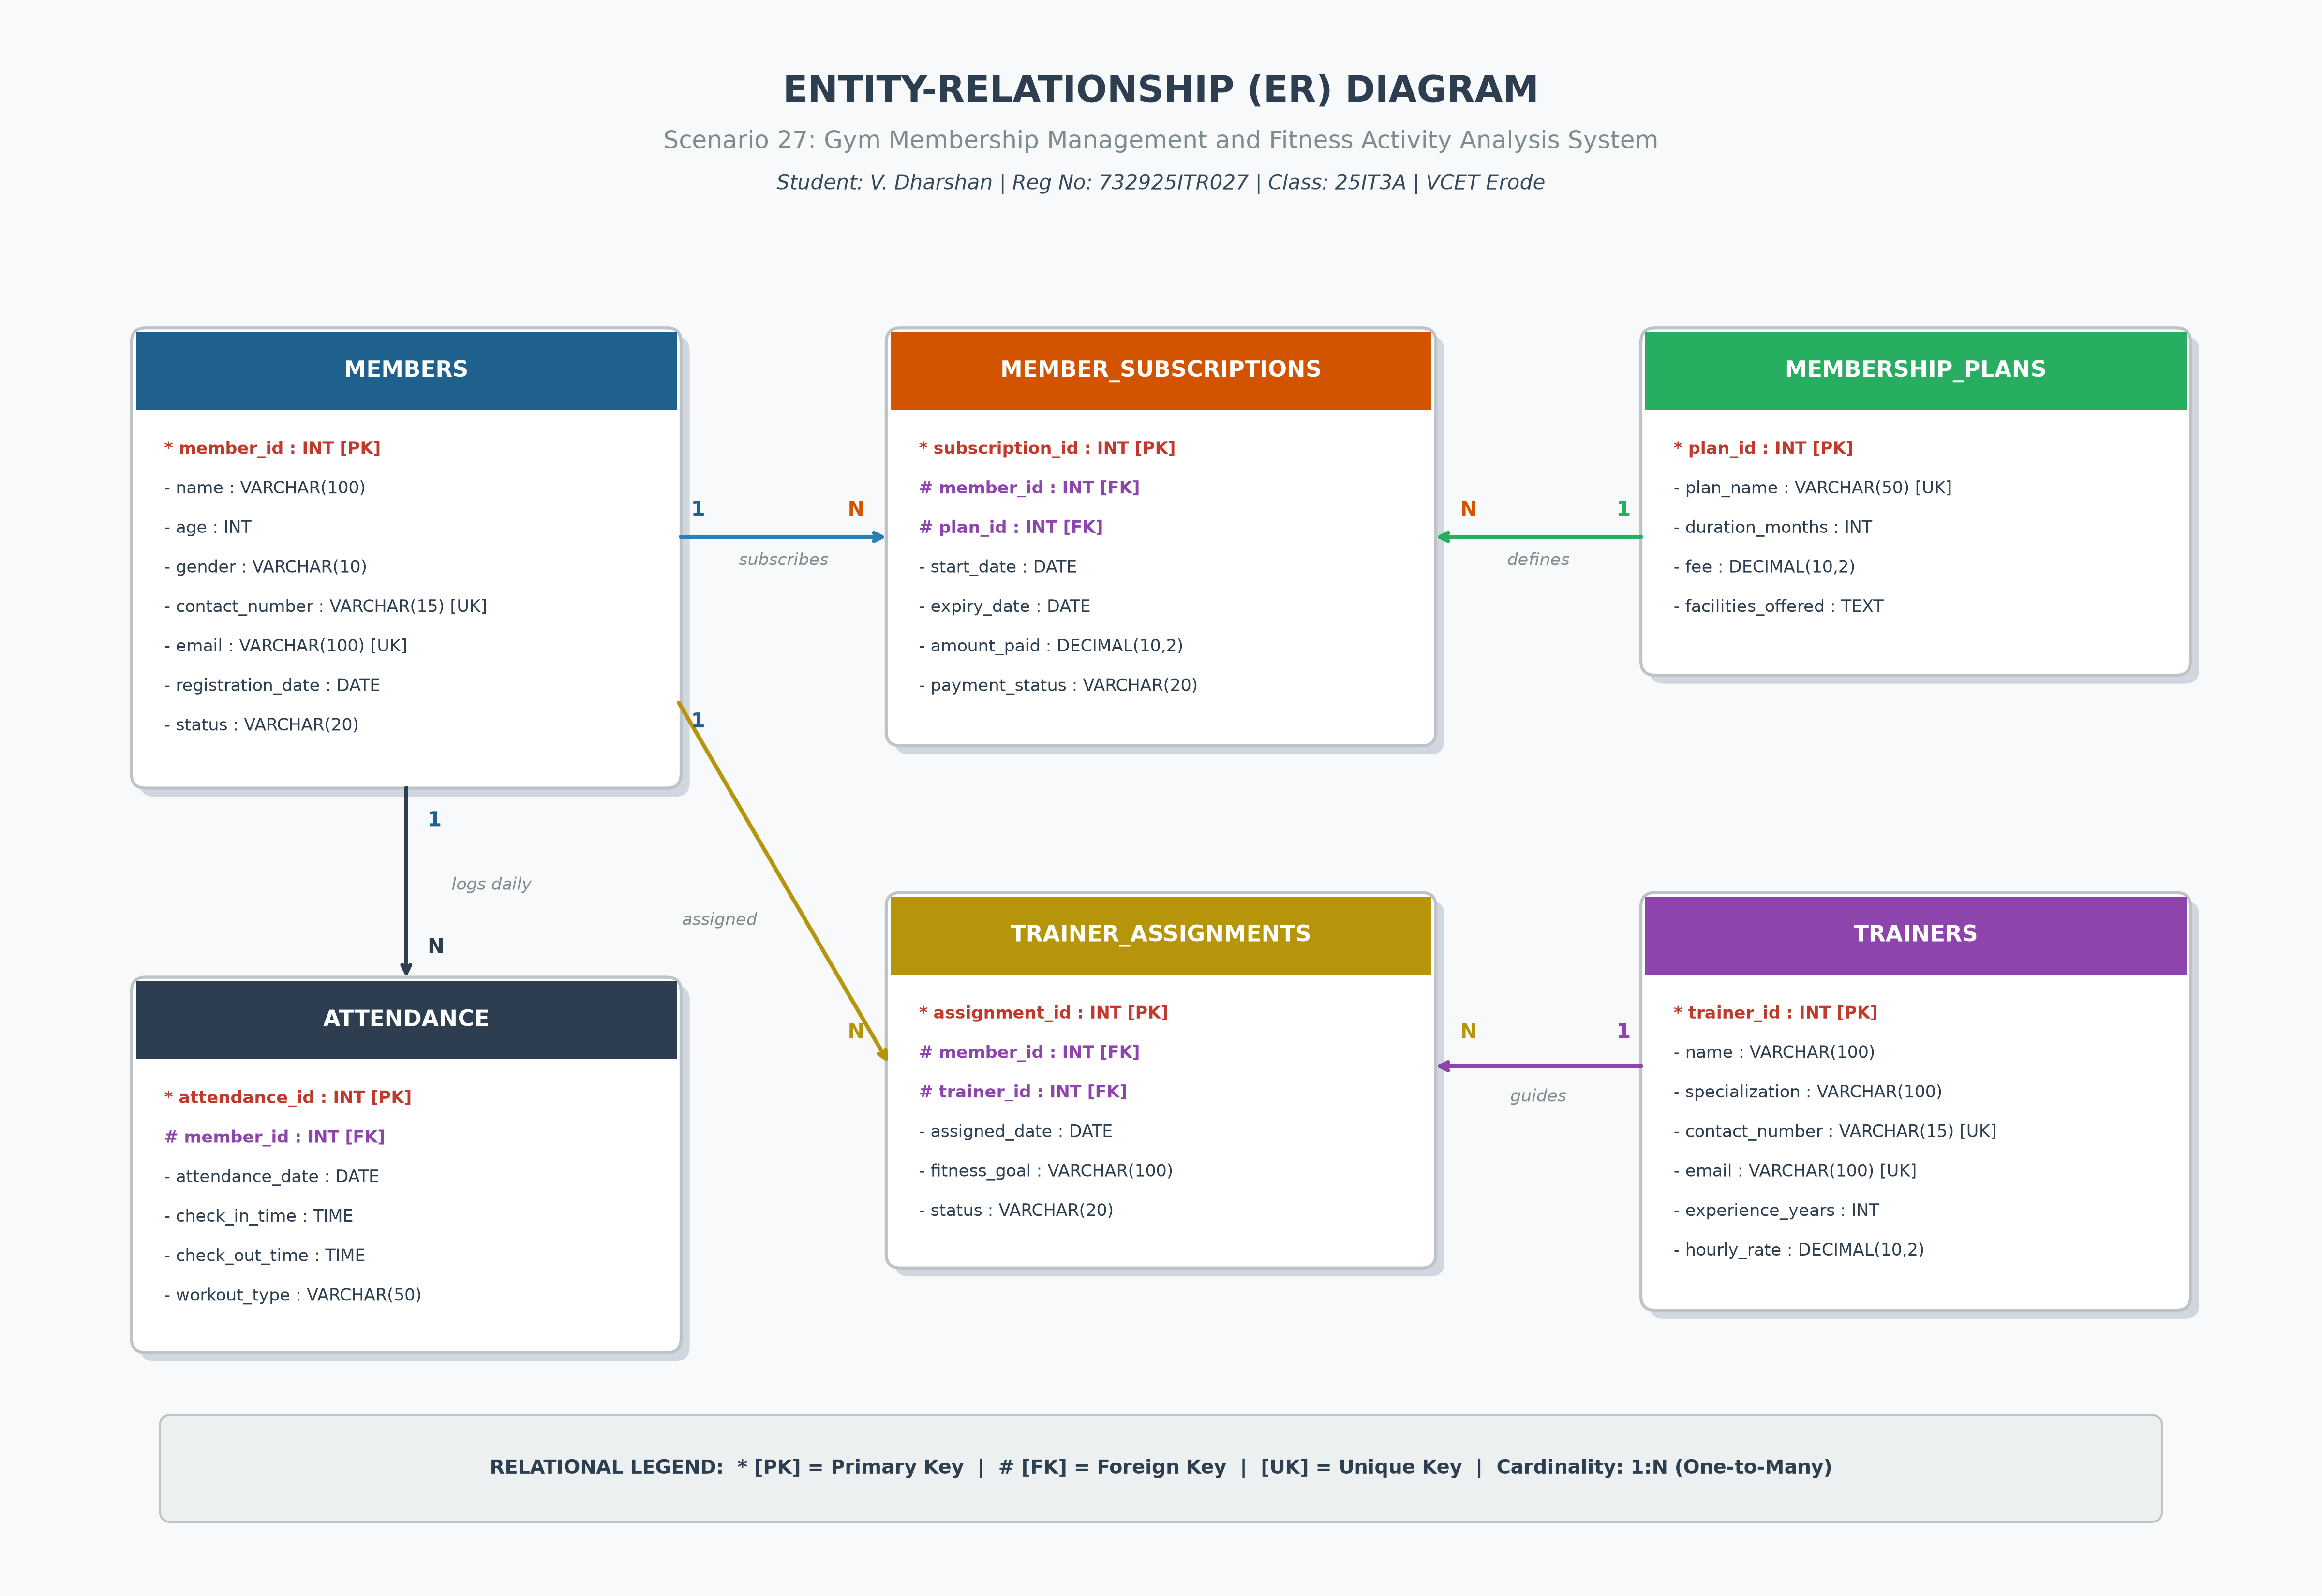 ENTITY-RELATIONSHIP (ER) DIAGRAM
Scenario 27: Gym Membership Management and Fitness Activity Analysis System
Student: V. Dharshan | Reg No: 732925ITR027 | Class: 25IT3A | VCET Erode
MEMBERS
* member_id : INT [PK]
- name : VARCHAR(100)
- age : INT
- gender : VARCHAR(10)
- contact_number : VARCHAR(15) [UK]
- email : VARCHAR(100) [UK]
- registration_date : DATE
- status : VARCHAR(20)
1
N
subscribes
MEMBER_SUBSCRIPTIONS
* subscription_id : INT [PK]
# member_id : INT [FK]
# plan_id : INT [FK]
- start_date : DATE
- expiry_date : DATE
- amount_paid : DECIMAL(10,2)
- payment_status : VARCHAR(20)
N
1
defines
MEMBERSHIP_PLANS
* plan_id : INT [PK]
- plan_name : VARCHAR(50) [UK]
- duration_months : INT
- fee : DECIMAL(10,2)
- facilities_offered : TEXT
1
logs daily
N
1
assigned
N
ATTENDANCE
* attendance_id : INT [PK]
# member_id : INT [FK]
- attendance_date : DATE
- check_in_time : TIME
- check_out_time : TIME
- workout_type : VARCHAR(50)
TRAINER_ASSIGNMENTS
* assignment_id : INT [PK]
# member_id : INT [FK]
# trainer_id : INT [FK]
- assigned_date : DATE
- fitness_goal : VARCHAR(100)
- status : VARCHAR(20)
N
1
guides
TRAINERS
* trainer_id : INT [PK]
- name : VARCHAR(100)
- specialization : VARCHAR(100)
- contact_number : VARCHAR(15) [UK]
- email : VARCHAR(100) [UK]
- experience_years : INT
- hourly_rate : DECIMAL(10,2)
RELATIONAL LEGEND:  * [PK] = Primary Key  |  # [FK] = Foreign Key  |  [UK] = Unique Key  |  Cardinality: 1:N (One-to-Many)